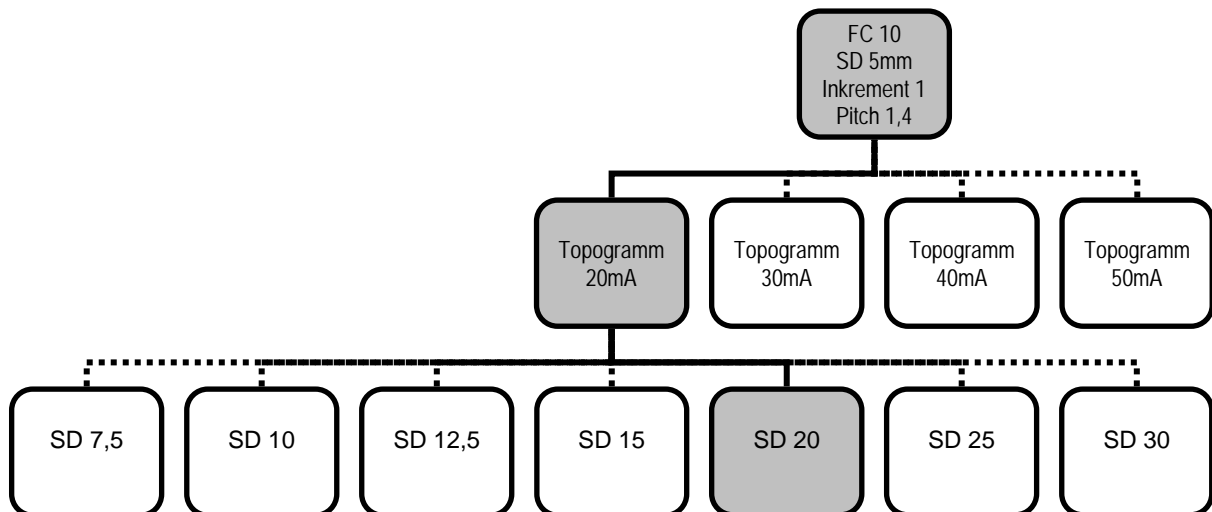 FC 10
SD 5mm
Inkrement 1
Pitch 1,4
Topogramm
20mA
Topogramm
30mA
Topogramm
40mA
Topogramm
50mA
SD 7,5
SD 10
SD 12,5
SD 15
SD 20
SD 25
SD 30